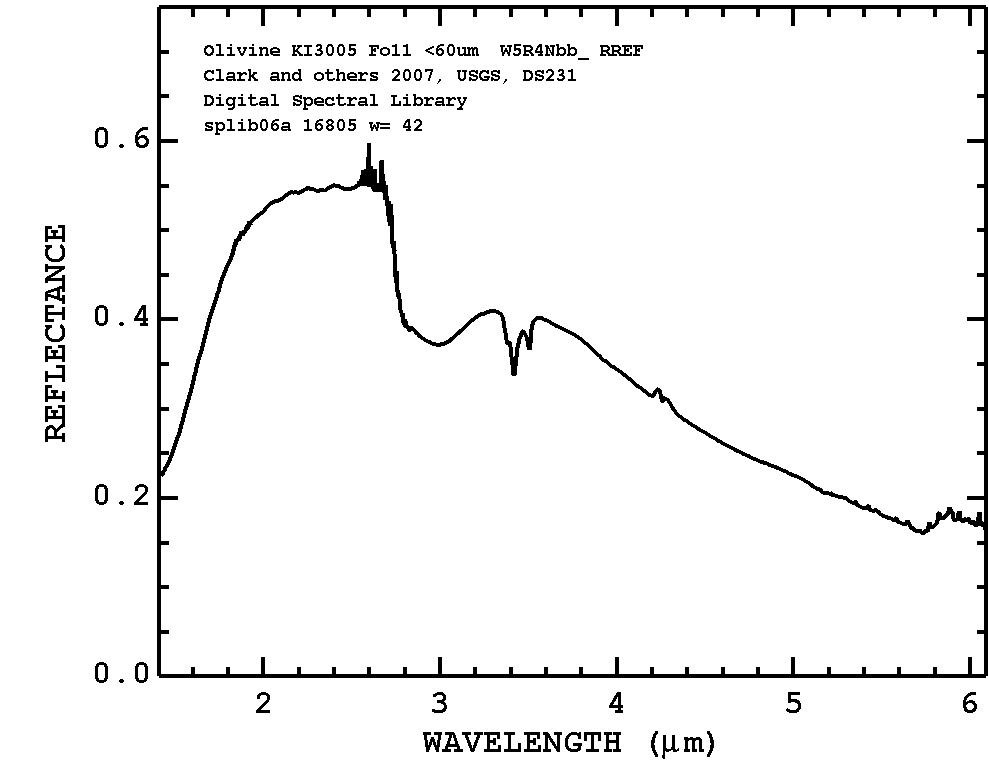 Olivine KI3005 Fo11 <60um W5R4Nbb_ RREF
Clark and others 2007, USGS, DS231
Digital Spectral Library
splib06a 16805 w= 42
0.6
0.4
0.2
0.0
REFLECTANCE
2 3 4 5 6
WAVELENGTH (μm)